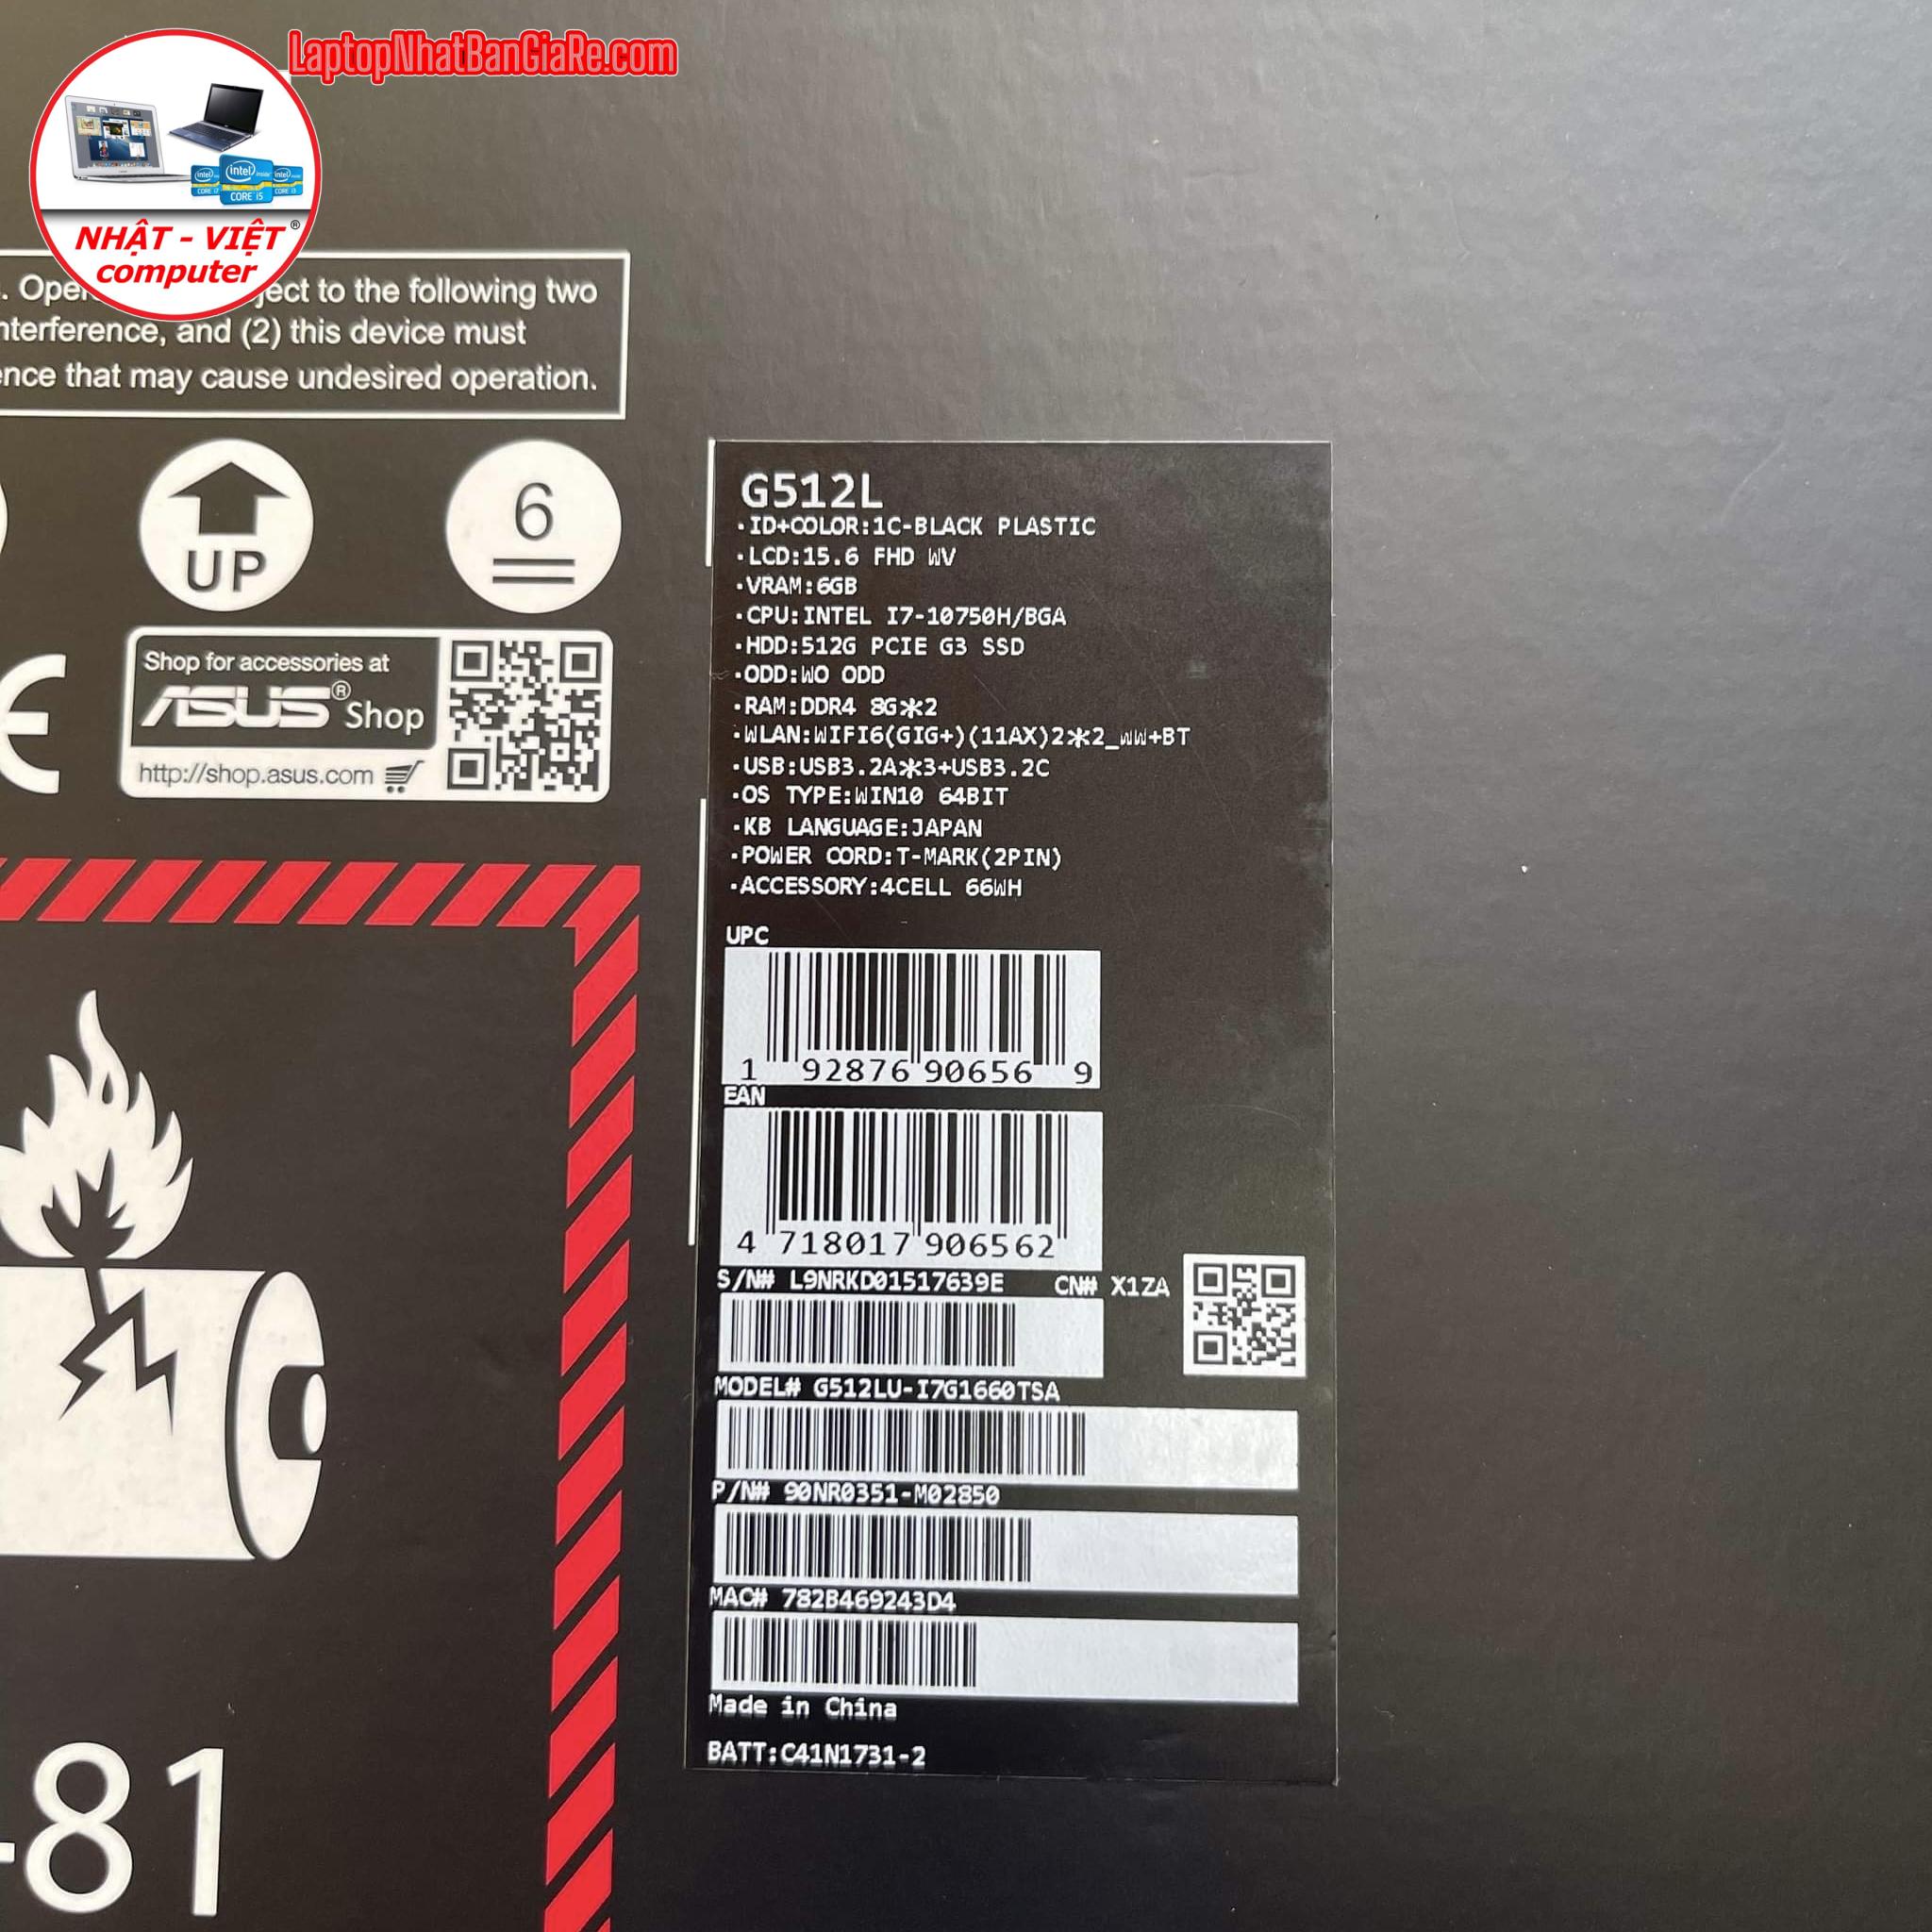 LaptopNhatBanGiaRe.com
intel inside CORE i5
NHẬT - VIỆT®
computer
ject to the following two
nterference, and (2) this device must
ence that may cause undesired operation.
UP
6
Shop for accessories at
ASUS® Shop
http://shop.asus.com
G512L
·ID+COLOR:1C-BLACK PLASTIC
·LCD:15.6 FHD WV
·VRAM:6GB
·CPU:INTEL I7-10750H/BGA
·HDD:512G PCIE G3 SSD
·ODD:WO ODD
·RAM:DDR4 8G*2
·WLAN:WIFI6(GIG+)(11AX)2*2_WW+BT
·USB:USB3.2A*3+USB3.2C
·OS TYPE:WIN10 64BIT
·KB LANGUAGE:JAPAN
·POWER CORD:T-MARK(2PIN)
·ACCESSORY:4CELL 66WH
UPC
1 92876 90656 9
EAN
4 718017 906562
S/N# L9NRKD01517639E CN# X1ZA
MODEL# G512LU-I7G1660TSA
P/N# 90NR0351-M02850
MAC# 782B469243D4
Made in China
BATT:C41N1731-2
-81